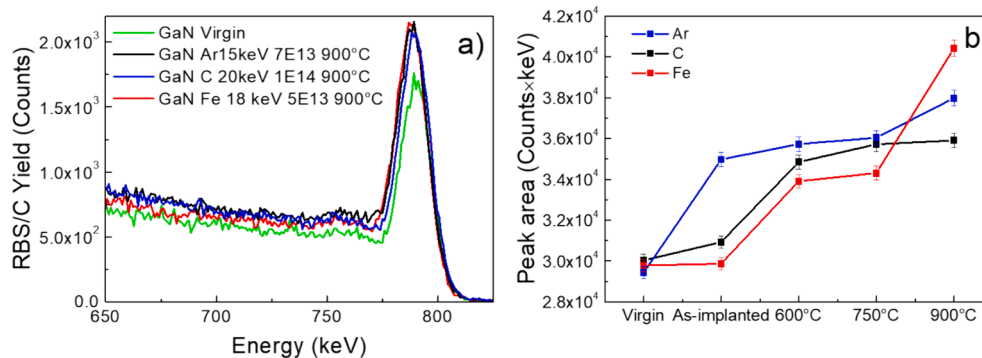 GaN Virgin
GaN Ar15keV 7E13 900°C
GaN C 20keV 1E14 900°C
GaN Fe 18 keV 5E13 900°C
a)
RBS/C Yield (Counts)
2.0x10³
1.5x10³
1.0x10³
5.0x10²
0.0
650 700 750 800
Energy (keV)
Ar
C
Fe
b
Peak area (Counts×keV)
4.2x10⁴
4.0x10⁴
3.8x10⁴
3.6x10⁴
3.4x10⁴
3.2x10⁴
3.0x10⁴
2.8x10⁴
Virgin As-implanted 600°C 750°C 900°C